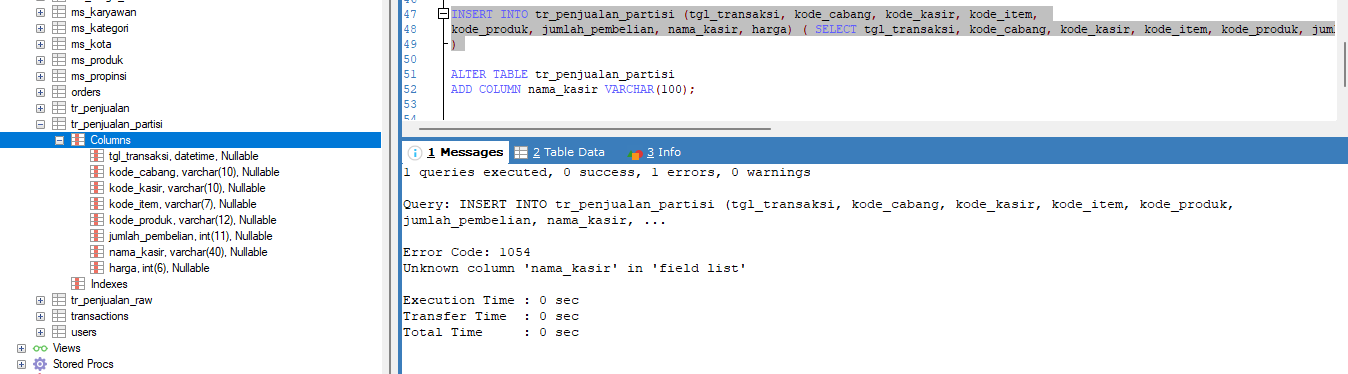 ms_karyawan
ms_kategori
ms_kota
ms_produk
ms_propinsi
orders
tr_penjualan
tr_penjualan_partisi
Columns
tgl_transaksi, datetime, Nullable
kode_cabang, varchar(10), Nullable
kode_kasir, varchar(10), Nullable
kode_item, varchar(7), Nullable
kode_produk, varchar(12), Nullable
jumlah_pembelian, int(11), Nullable
nama_kasir, varchar(40), Nullable
harga, int(6), Nullable
Indexes
tr_penjualan_raw
transactions
users
Views
Stored Procs
47 INSERT INTO tr_penjualan_partisi (tgl_transaksi, kode_cabang, kode_kasir, kode_item,
48 kode_produk, jumlah_pembelian, nama_kasir, harga) ( SELECT tgl_transaksi, kode_cabang, kode_kasir, kode_item, kode_produk, juml
49 )
50
51 ALTER TABLE tr_penjualan_partisi
52 ADD COLUMN nama_kasir VARCHAR(100);
53
54
1 Messages
2 Table Data
3 Info
1 queries executed, 0 success, 1 errors, 0 warnings
Query: INSERT INTO tr_penjualan_partisi (tgl_transaksi, kode_cabang, kode_kasir, kode_item, kode_produk,
jumlah_pembelian, nama_kasir, ...
Error Code: 1054
Unknown column 'nama_kasir' in 'field list'
Execution Time : 0 sec
Transfer Time : 0 sec
Total Time : 0 sec